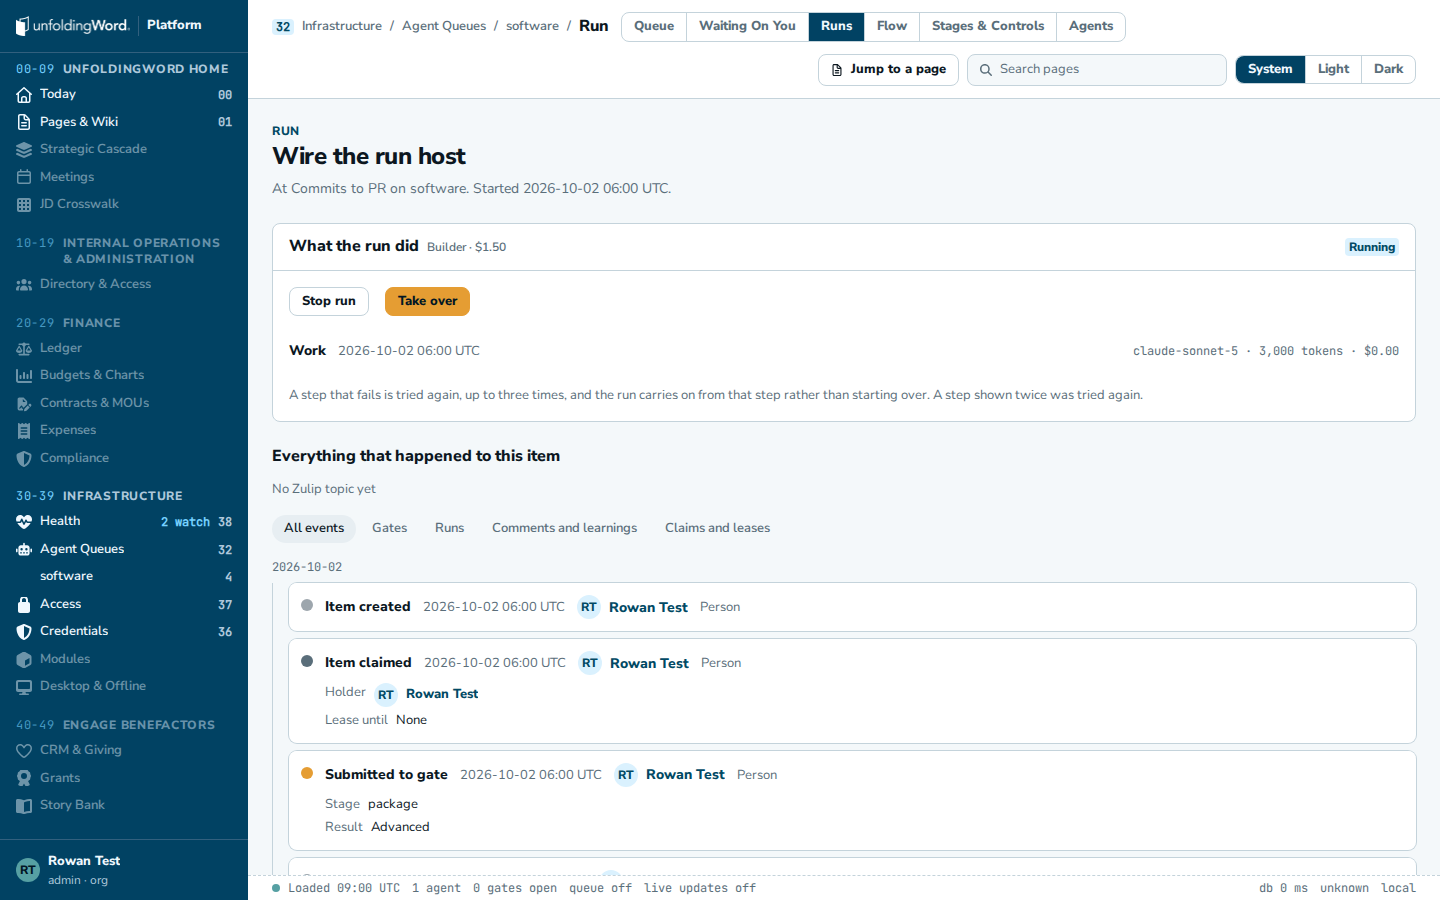 unfoldingWord. Platform
00-09 UNFOLDINGWORD HOME
Today 00
Pages & Wiki 01
Strategic Cascade
Meetings
JD Crosswalk
10-19 INTERNAL OPERATIONS
& ADMINISTRATION
Directory & Access
20-29 FINANCE
Ledger
Budgets & Charts
Contracts & MOUs
Expenses
Compliance
30-39 INFRASTRUCTURE
Health 2 watch 38
Agent Queues 32
software 4
Access 37
Credentials 36
Modules
Desktop & Offline
40-49 ENGAGE BENEFACTORS
CRM & Giving
Grants
Story Bank
RT Rowan Test
admin · org
32 Infrastructure / Agent Queues / software / Run
Queue Waiting On You Runs Flow Stages & Controls Agents
Jump to a page Search pages System Light Dark
RUN
Wire the run host
At Commits to PR on software. Started 2026-10-02 06:00 UTC.
What the run did Builder · $1.50 Running
Stop run Take over
Work 2026-10-02 06:00 UTC claude-sonnet-5 · 3,000 tokens · $0.00
A step that fails is tried again, up to three times, and the run carries on from that step rather than starting over. A step shown twice was tried again.
Everything that happened to this item
No Zulip topic yet
All events Gates Runs Comments and learnings Claims and leases
2026-10-02
Item created 2026-10-02 06:00 UTC RT Rowan Test Person
Item claimed 2026-10-02 06:00 UTC RT Rowan Test Person
Holder RT Rowan Test
Lease until None
Submitted to gate 2026-10-02 06:00 UTC RT Rowan Test Person
Stage package
Result Advanced
Loaded 09:00 UTC 1 agent 0 gates open queue off live updates off db 0 ms unknown local